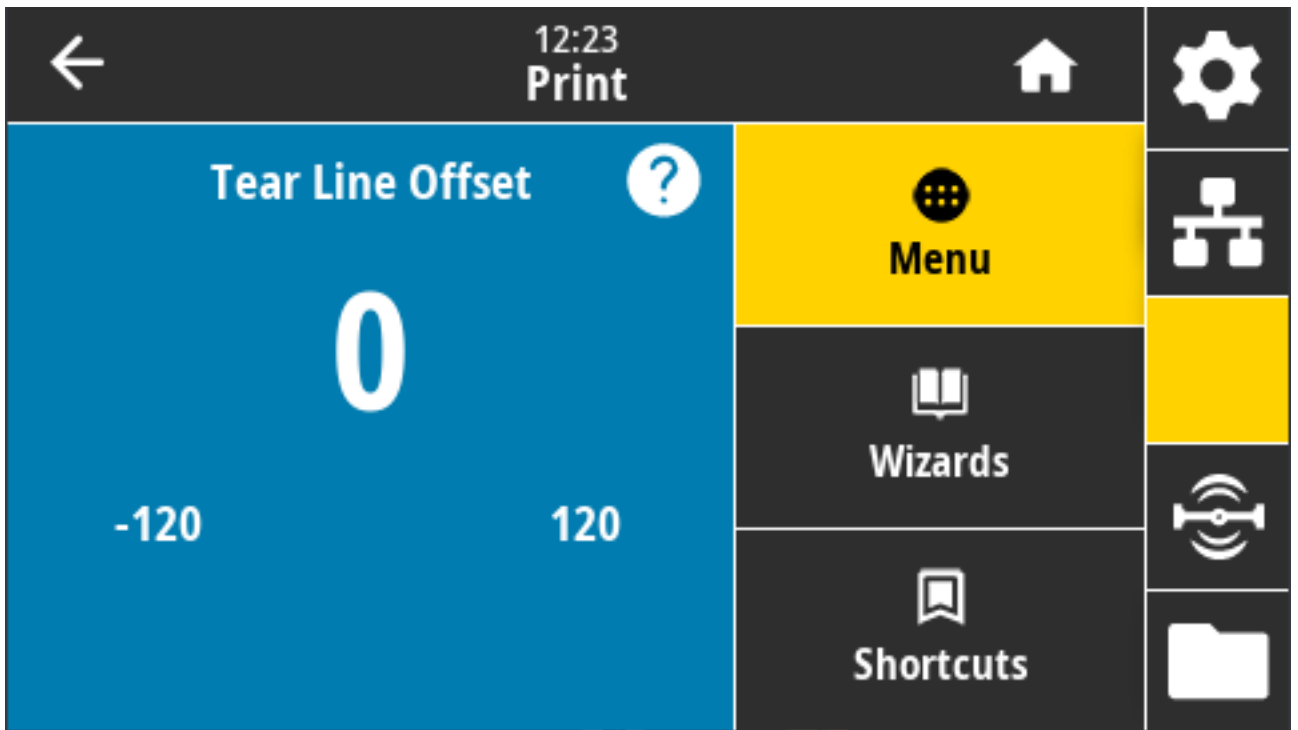 12:23
Print
Tear Line Offset
?
0
-120
120
Menu
Wizards
Shortcuts